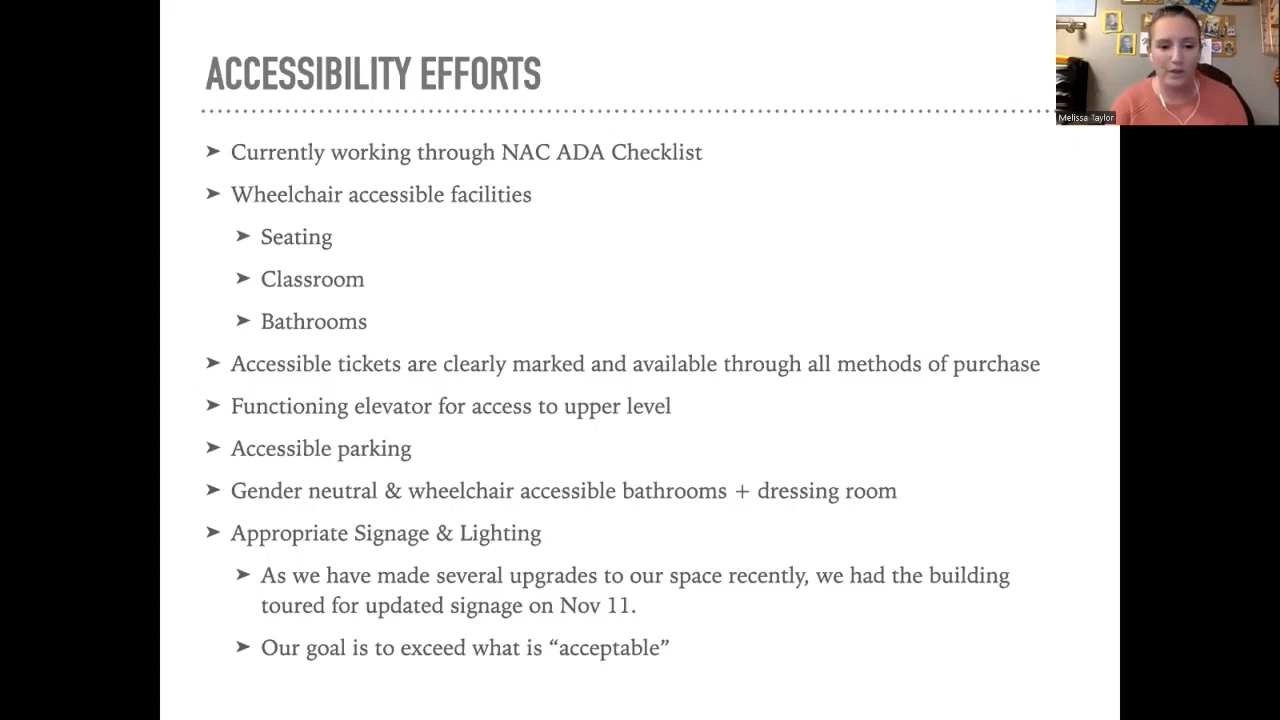 ACCESSIBILITY EFFORTS
Melissa Taylor
➤ Currently working through NAC ADA Checklist
➤ Wheelchair accessible facilities
➤ Seating
➤ Classroom
➤ Bathrooms
➤ Accessible tickets are clearly marked and available through all methods of purchase
➤ Functioning elevator for access to upper level
➤ Accessible parking
➤ Gender neutral & wheelchair accessible bathrooms + dressing room
➤ Appropriate Signage & Lighting
➤ As we have made several upgrades to our space recently, we had the building
toured for updated signage on Nov 11.
➤ Our goal is to exceed what is “acceptable”